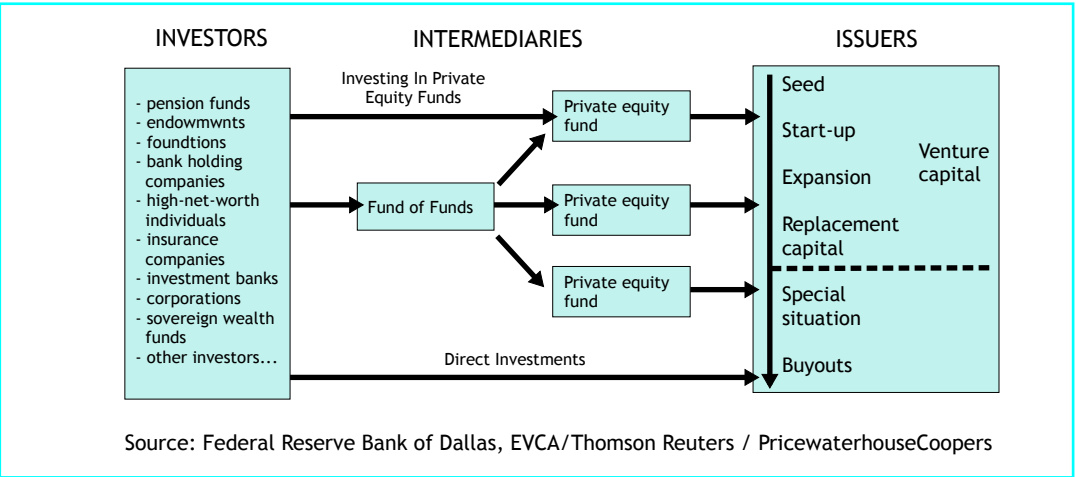 INVESTORS
INTERMEDIARIES
ISSUERS
- pension funds
- endowmwnts
- foundtions
- bank holding
companies
- high-net-worth
individuals
- insurance
companies
- investment banks
- corporations
- sovereign wealth
funds
- other investors...
Investing In Private
Equity Funds
Fund of Funds
Private equity
fund
Private equity
fund
Private equity
fund
Direct Investments
Seed
Start-up
Expansion
Replacement
capital
Venture
capital
Special
situation
Buyouts
Source: Federal Reserve Bank of Dallas, EVCA/Thomson Reuters / PricewaterhouseCoopers